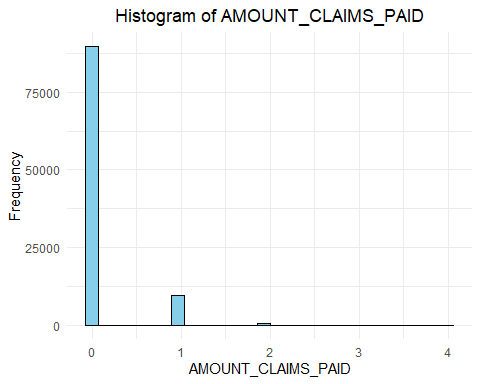 Histogram of AMOUNT_CLAIMS_PAID
Frequency
75000
50000
25000
0
0 1 2 3 4
AMOUNT_CLAIMS_PAID